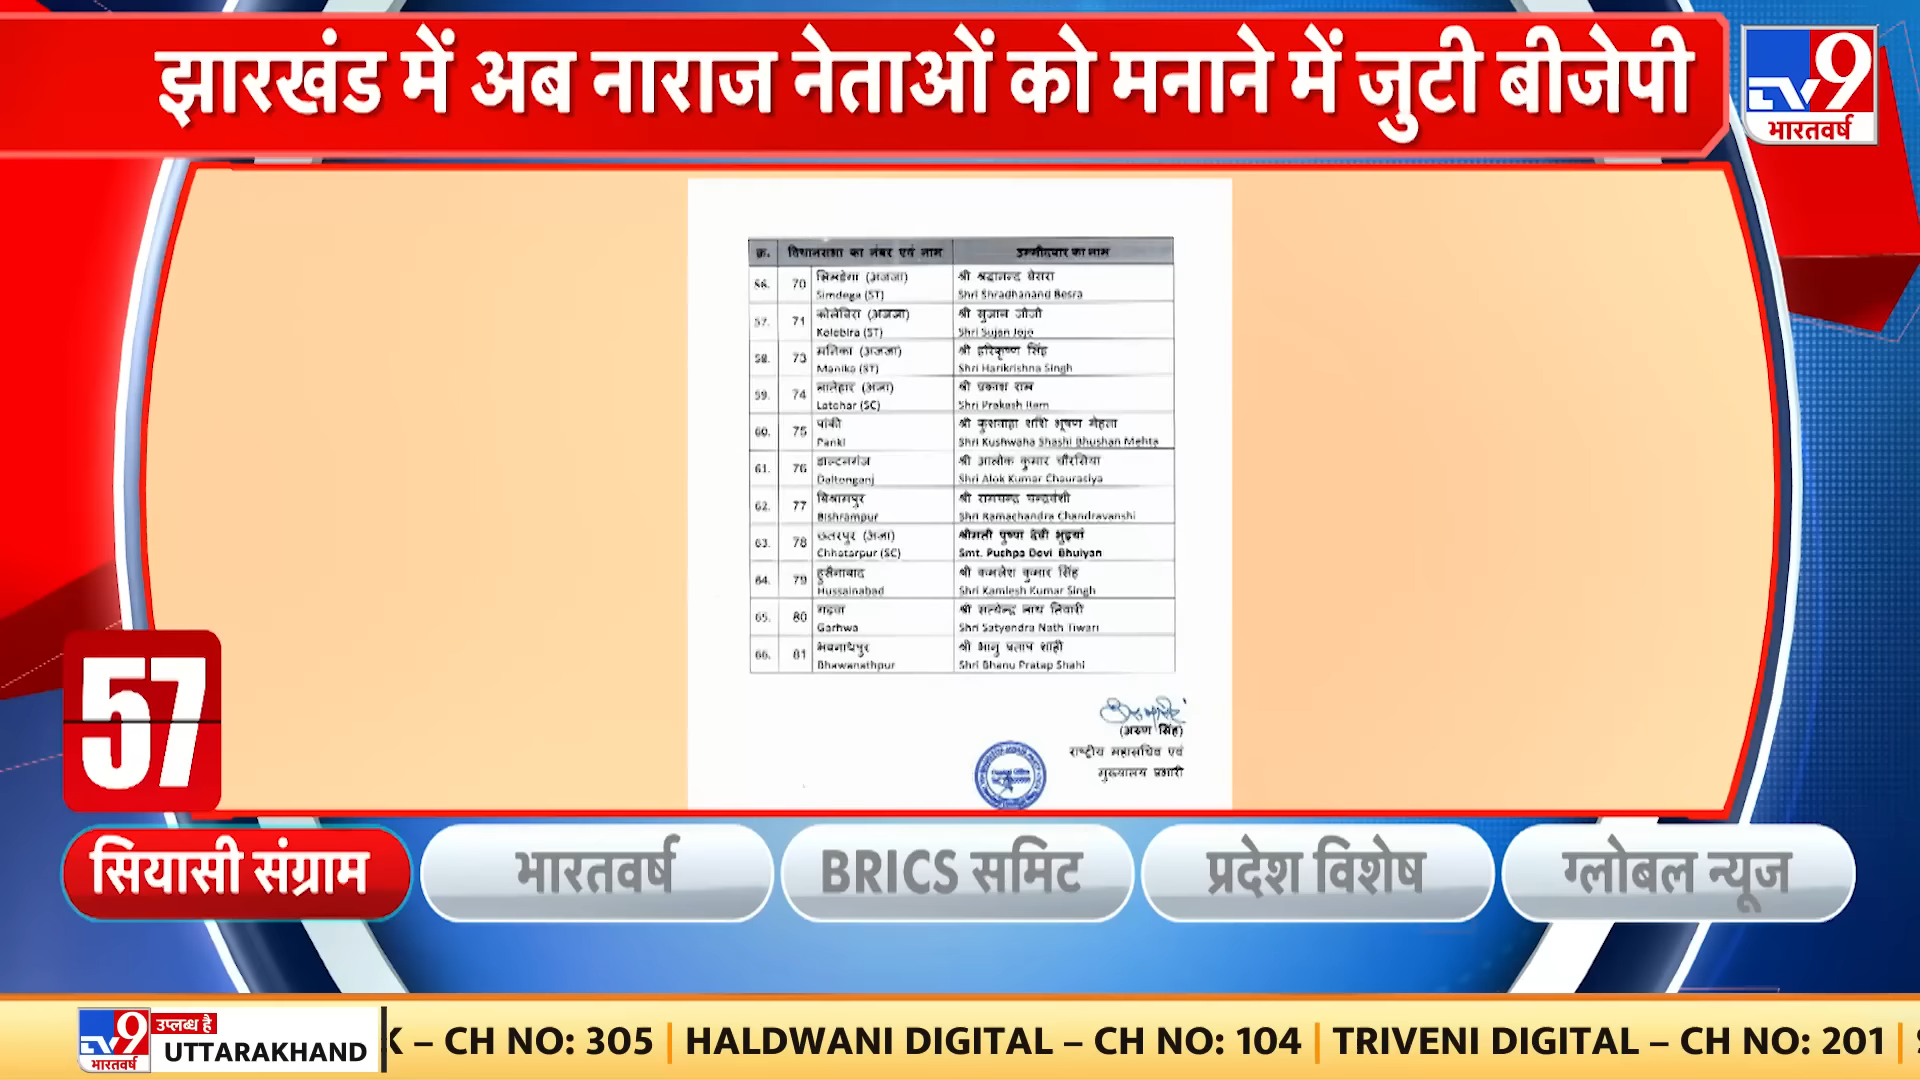 झारखंड में अब नाराज नेताओं को मनाने में जुटी बीजेपी
TV9
भारतवर्ष
क्र. विधानसभा का नंबर एवं नाम उम्मीदवार का नाम
56. 70 सिमडेगा (अजजा) श्री श्रद्धानन्द बेसरा
Simdega (ST) Shri Shradhanand Besra
57. 71 कोलेबिरा (अजजा) श्री सुजान जोजो
Kolebira (ST) Shri Sujan Jojo
58. 73 मनिका (अजजा) श्री हरिकृष्ण सिंह
Manika (ST) Shri Harikrishna Singh
59. 74 लातेहार (अजा) श्री प्रकाश राम
Latehar (SC) Shri Prakash Ram
60. 75 पांकी श्री कुशवाहा शशि भूषण मेहता
Panki Shri Kushwaha Shashi Bhushan Mehta
61. 76 डाल्टनगंज श्री आलोक कुमार चौरसिया
Daltonganj Shri Alok Kumar Chaurasiya
62. 77 बिश्रामपुर श्री रामचन्द्र चन्द्रवंशी
Bishrampur Shri Ramachandra Chandravanshi
63. 78 छतरपुर (अजा) श्रीमती पुष्पा देवी भुइयां
Chhatarpur (SC) Smt. Pushpa Devi Bhuiyan
64. 79 हुसैनाबाद श्री कमलेश कुमार सिंह
Hussainabad Shri Kamlesh Kumar Singh
65. 80 गढ़वा श्री सत्येन्द्र नाथ तिवारी
Garhwa Shri Satyendra Nath Tiwari
66. 81 भवनाथपुर श्री भानु प्रताप शाही
Bhawanathpur Shri Bhanu Pratap Shahi
(अरुण सिंह)
राष्ट्रीय महासचिव एवं
मुख्यालय प्रभारी
57
सियासी संग्राम भारतवर्ष BRICS समिट प्रदेश विशेष ग्लोबल न्यूज
TV9 भारतवर्ष उपलब्ध है UTTARAKHAND K – CH NO: 305 | HALDWANI DIGITAL – CH NO: 104 | TRIVENI DIGITAL – CH NO: 201 |